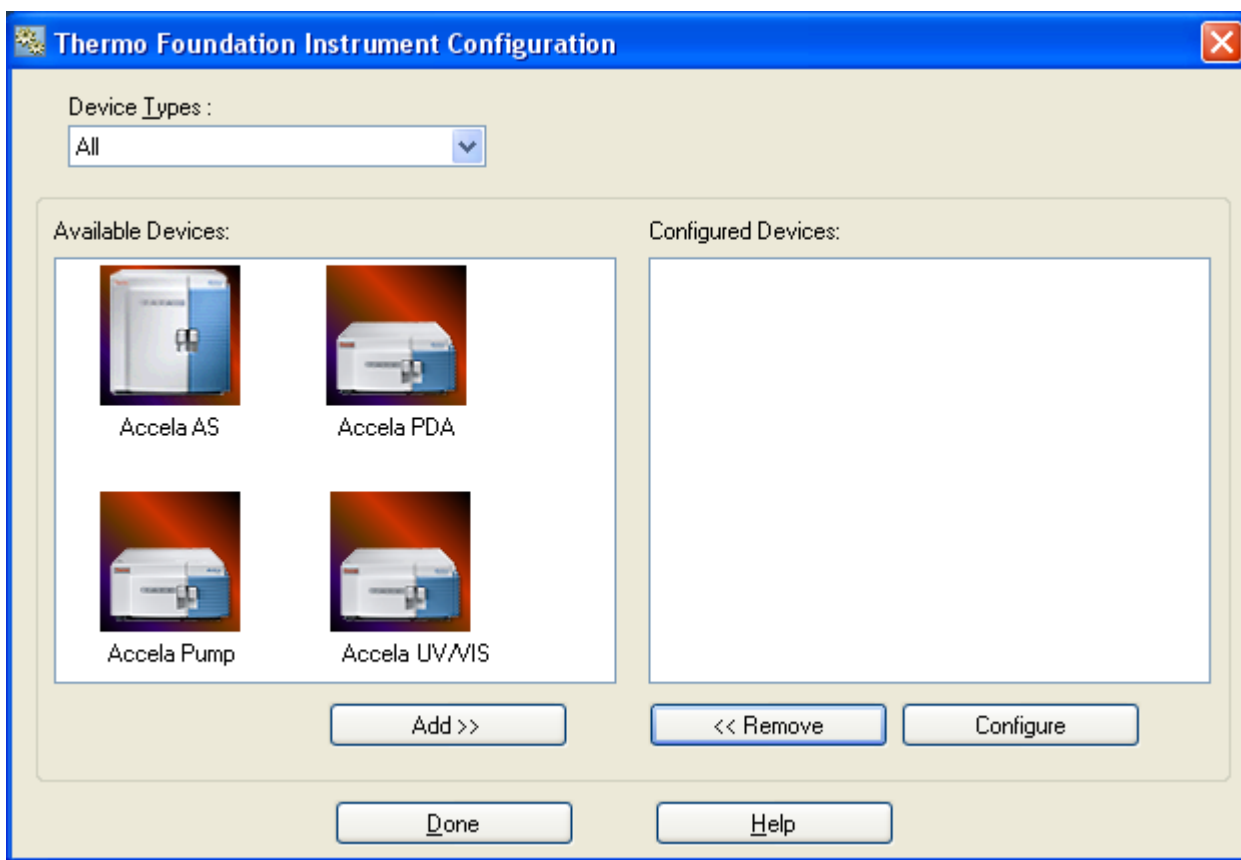 Thermo Foundation Instrument Configuration
Device Types :
All
Available Devices:
Configured Devices:
Accela AS
Accela PDA
Accela Pump
Accela UV/VIS
Add >>
<< Remove
Configure
Done
Help